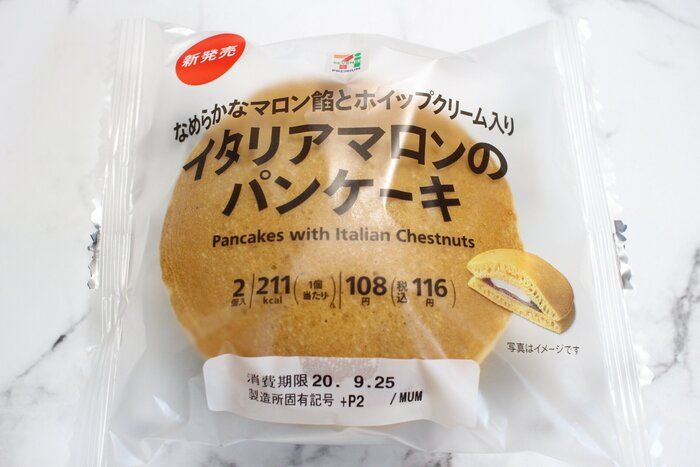 新発売
SEVEN & i
PREMIUM
なめらかなマロン餡とホイップクリーム入り
イタリアマロンの
パンケーキ
Pancakes with Italian Chestnuts
2個入 211kcal (1個当たり) 108円 (税込116円)
写真はイメージです
消費期限 20. 9.25
製造所固有記号 +P2 /MUM